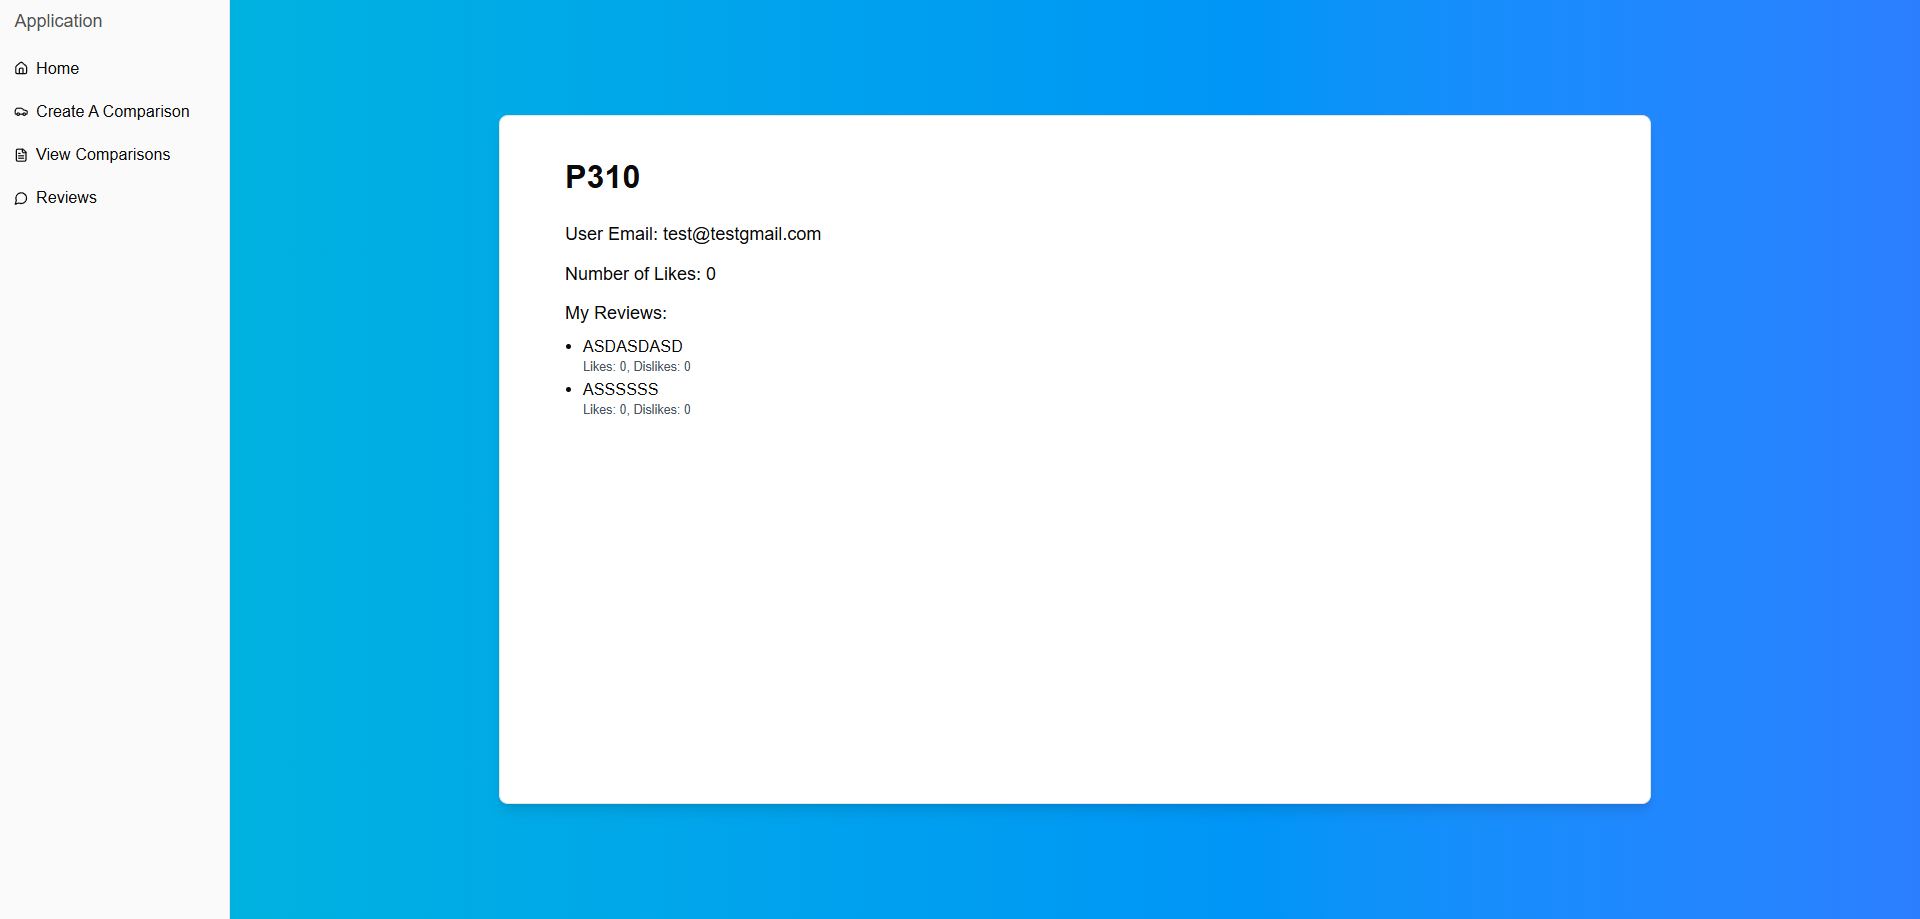 Application
Home
Create A Comparison
View Comparisons
Reviews
P310
User Email: test@testgmail.com
Number of Likes: 0
My Reviews:
ASDASDASD
Likes: 0, Dislikes: 0
ASSSSSS
Likes: 0, Dislikes: 0